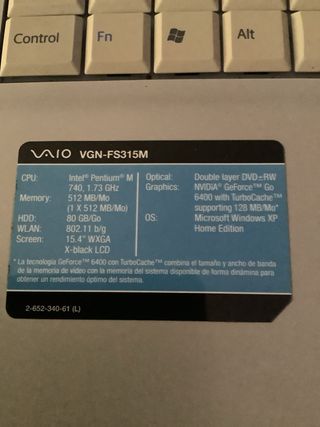 Control Fn Alt
VAIO VGN-FS315M
CPU: Intel® Pentium® M
740, 1.73 GHz
Memory: 512 MB/Mo
(1 X 512 MB/Mo)
HDD: 80 GB/Go
WLAN: 802.11 b/g
Screen: 15.4" WXGA
X-black LCD
Optical: Double layer DVD±RW
Graphics: NVIDIA® GeForce™ Go
6400 with TurboCache™
supporting 128 MB/Mo*
OS: Microsoft Windows XP
Home Edition
* La tecnología GeForce™ 6400 con TurboCache™ combina el tamaño y ancho de banda
de la memoria de vídeo con la memoria del sistema disponible de forma dinámina para
obtener un rendimiento óptimo del sistema.
2-652-340-61 (L)